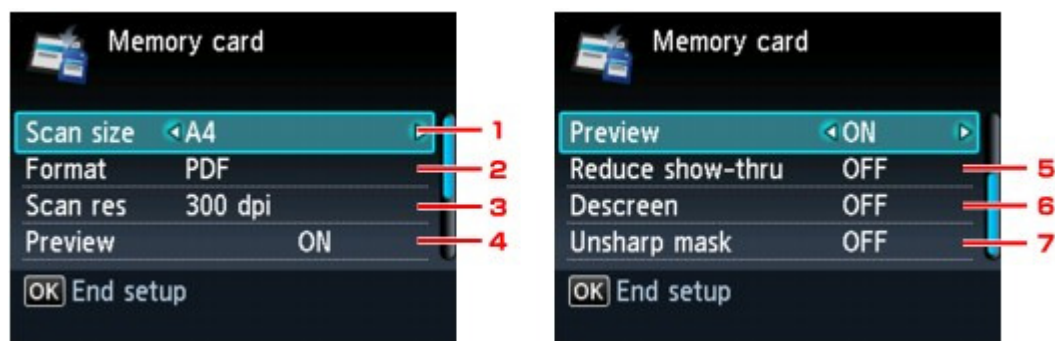 Memory card
Scan size A4 1
Format PDF 2
Scan res 300 dpi 3
Preview ON 4
OK End setup
Memory card
Preview ON
Reduce show-thru OFF 5
Descreen OFF 6
Unsharp mask OFF 7
OK End setup